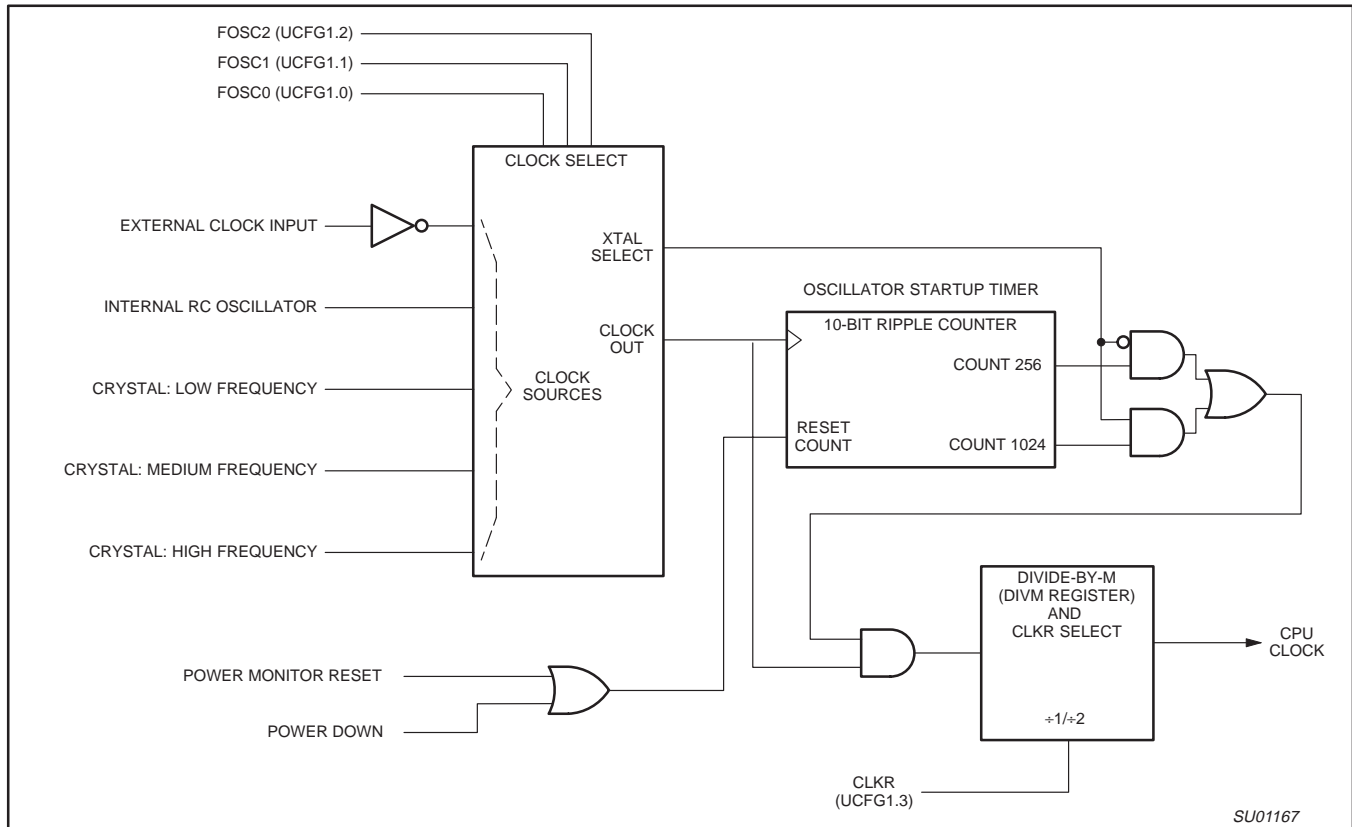 FOSC2 (UCFG1.2)
FOSC1 (UCFG1.1)
FOSC0 (UCFG1.0)
CLOCK SELECT
EXTERNAL CLOCK INPUT
XTAL
SELECT
INTERNAL RC OSCILLATOR
OSCILLATOR STARTUP TIMER
10-BIT RIPPLE COUNTER
CLOCK
OUT
COUNT 256
CRYSTAL: LOW FREQUENCY
CLOCK
SOURCES
RESET
COUNT
COUNT 1024
CRYSTAL: MEDIUM FREQUENCY
CRYSTAL: HIGH FREQUENCY
DIVIDE-BY-M
(DIVM REGISTER)
AND
CLKR SELECT
CPU
CLOCK
POWER MONITOR RESET
POWER DOWN
÷1/÷2
CLKR
(UCFG1.3)
SU01167